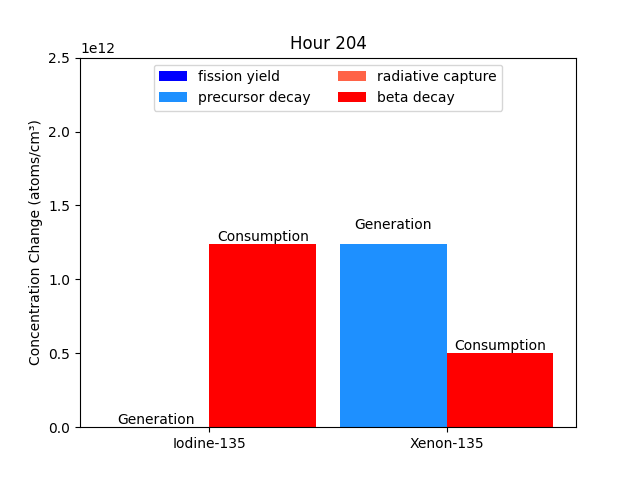 Hour 204
1e12
fission yield
precursor decay
radiative capture
beta decay
Concentration Change (atoms/cm³)
2.5
2.0
1.5
1.0
0.5
0.0
Generation
Consumption
Generation
Consumption
Iodine-135
Xenon-135